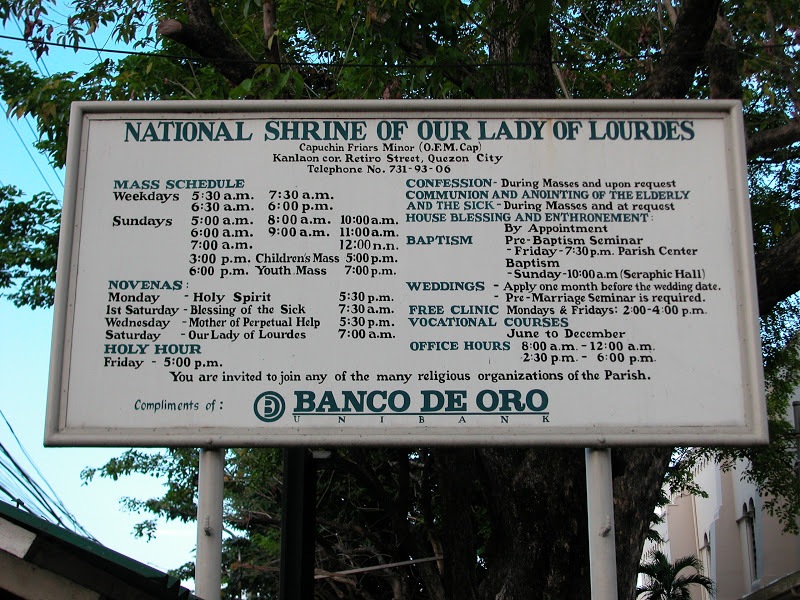 NATIONAL SHRINE OF OUR LADY OF LOURDES
Capuchin Friars Minor (O.F.M. Cap)
Kanlaon cor. Retiro Street, Quezon City
Telephone No. 731-93-06
MASS SCHEDULE
Weekdays 5:30 a.m. 7:30 a.m.
6:30 a.m. 6:00 p.m.
Sundays 5:00 a.m. 8:00 a.m. 10:00 a.m.
6:00 a.m. 9:00 a.m. 11:00 a.m.
7:00 a.m. 12:00 n.n.
3:00 p.m. Children's Mass 5:00 p.m.
6:00 p.m. Youth Mass 7:00 p.m.
NOVENAS:
Monday - Holy Spirit 5:30 p.m.
1st Saturday - Blessing of the Sick 7:30 a.m.
Wednesday - Mother of Perpetual Help 5:30 p.m.
Saturday - Our Lady of Lourdes 7:00 a.m.
HOLY HOUR
Friday - 5:00 p.m.
CONFESSION - During Masses and upon request
COMMUNION AND ANOINTING OF THE ELDERLY
AND THE SICK - During Masses and at request
HOUSE BLESSING AND ENTHRONEMENT:
By Appointment
BAPTISM Pre-Baptism Seminar
- Friday - 7:30 p.m. Parish Center
Baptism
- Sunday - 10:00 a.m (Seraphic Hall)
WEDDINGS - Apply one month before the wedding date.
- Pre-Marriage Seminar is required.
FREE CLINIC Mondays & Fridays: 2:00-4:00 p.m.
VOCATIONAL COURSES
June to December
OFFICE HOURS 8:00 a.m. - 12:00 a.m.
2:30 p.m. - 6:00 p.m.
You are invited to join any of the many religious organizations of the Parish.
Compliments of: BANCO DE ORO
UNIBANK